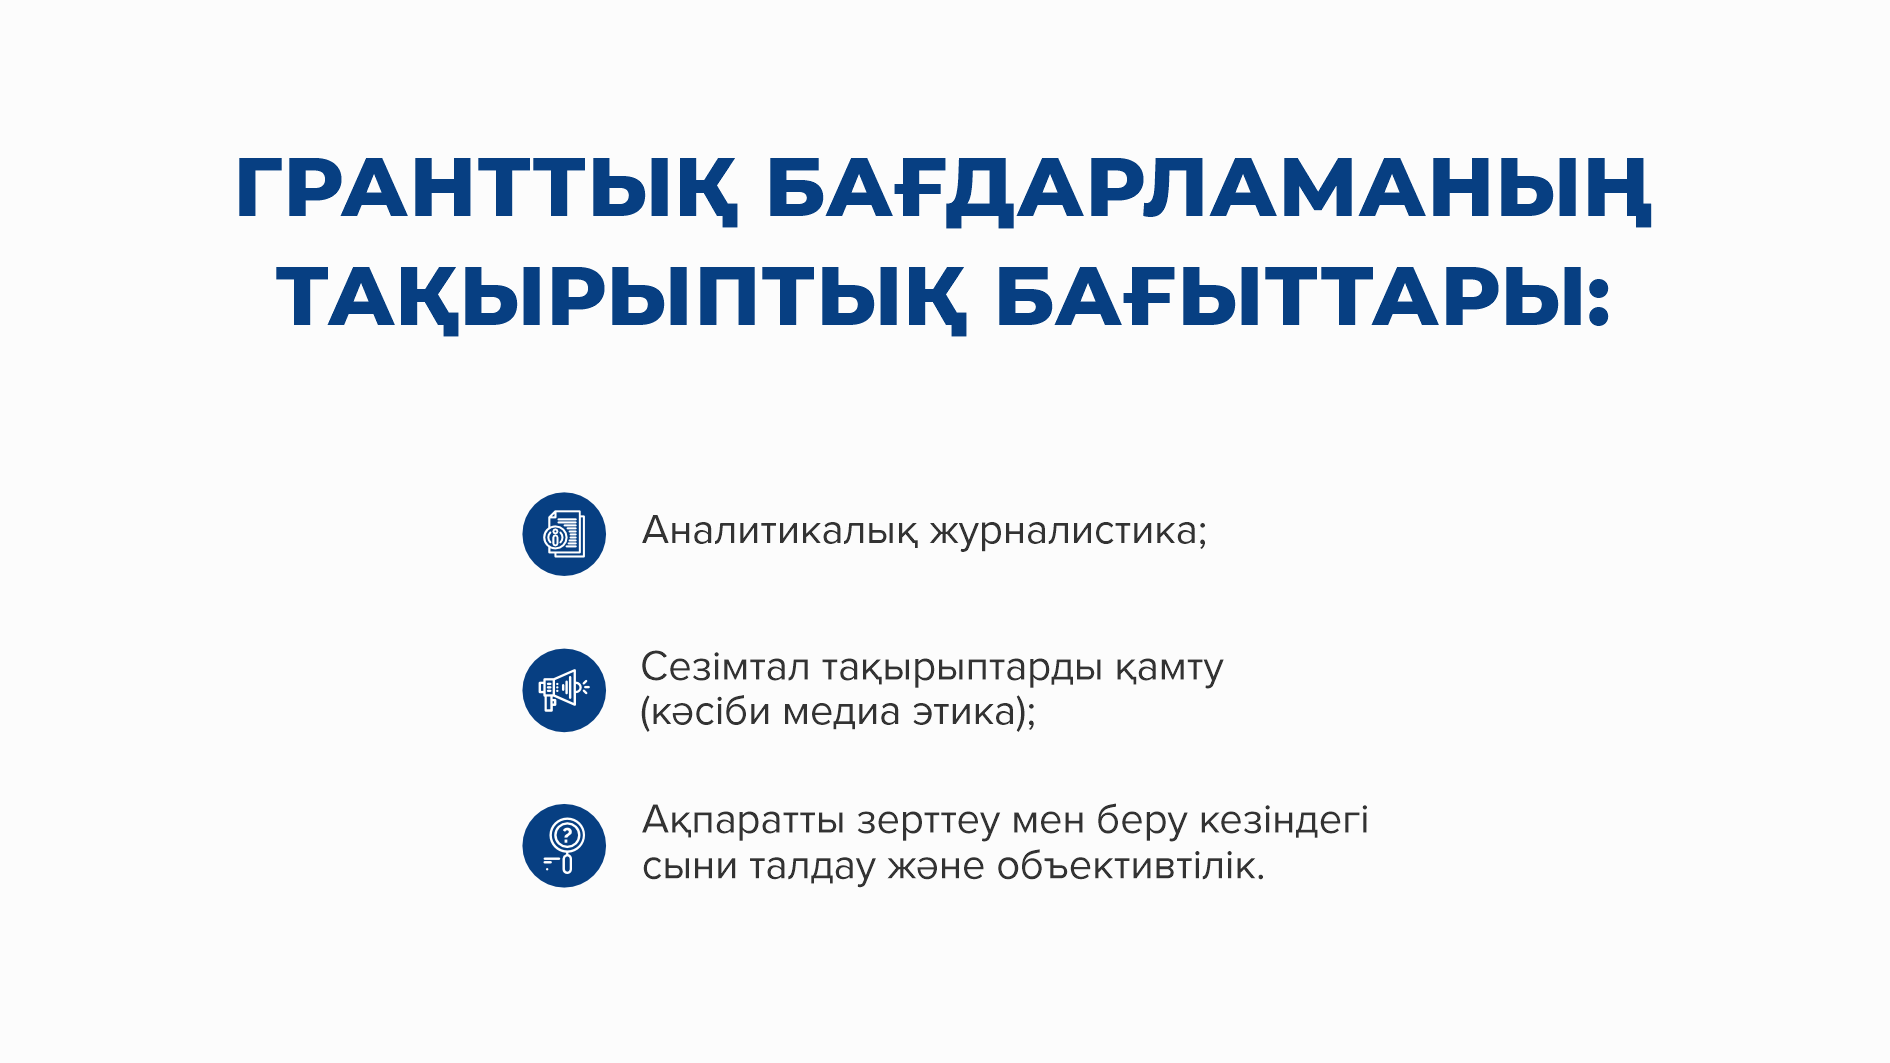 ГРАНТТЫҚ БАҒДАРЛАМАНЫҢ
ТАҚЫРЫПТЫҚ БАҒЫТТАРЫ:
Аналитикалық журналистика;
Сезімтал тақырыптарды қамту
(кәсіби медиа этика);
Ақпаратты зерттеу мен беру кезіндегі
сыни талдау және объективтілік.